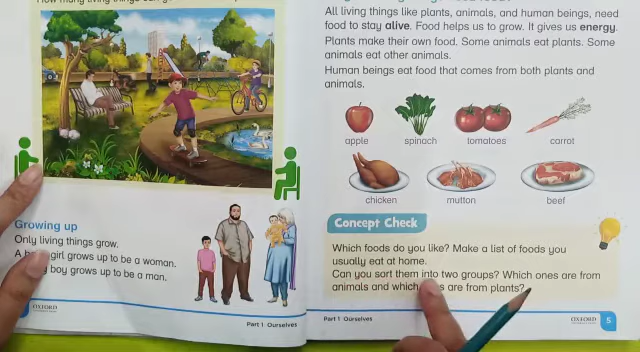 How many living things can
Growing up
Only living things grow.
A girl grows up to be a woman.
boy grows up to be a man.
OXFORD
Part 1 Ourselves
All living things like plants, animals, and human beings, need
food to stay alive. Food helps us to grow. It gives us energy.
Plants make their own food. Some animals eat plants. Some
animals eat other animals.
Human beings eat food that comes from both plants and
animals.
apple spinach tomatoes carrot
chicken mutton beef
Concept Check
Which foods do you like? Make a list of foods you
usually eat at home.
Can you sort them into two groups? Which ones are from
animals and which s are from plants?
Part 1 Ourselves
OXFORD
5